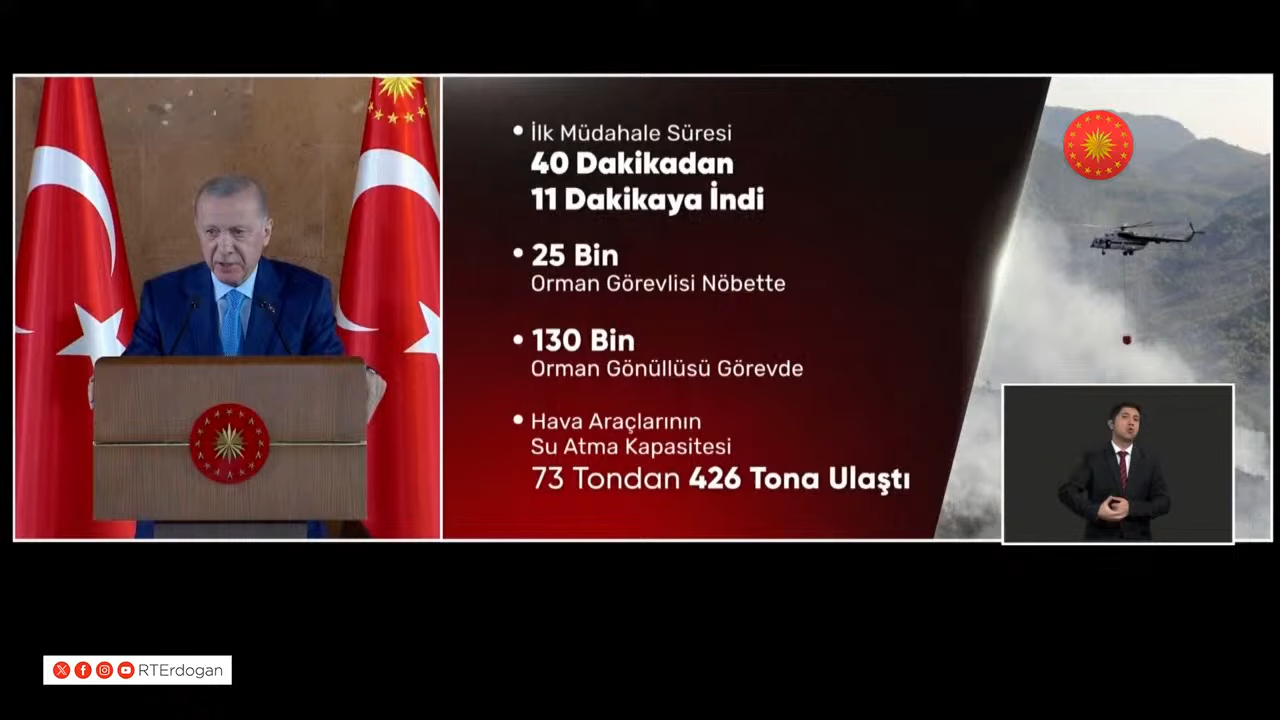 İlk Müdahale Süresi
40 Dakikadan
11 Dakikaya İndi
25 Bin
Orman Görevlisi Nöbette
130 Bin
Orman Gönüllüsü Görevde
Hava Araçlarının
Su Atma Kapasitesi
73 Tondan 426 Tona Ulaştı
RTErdogan